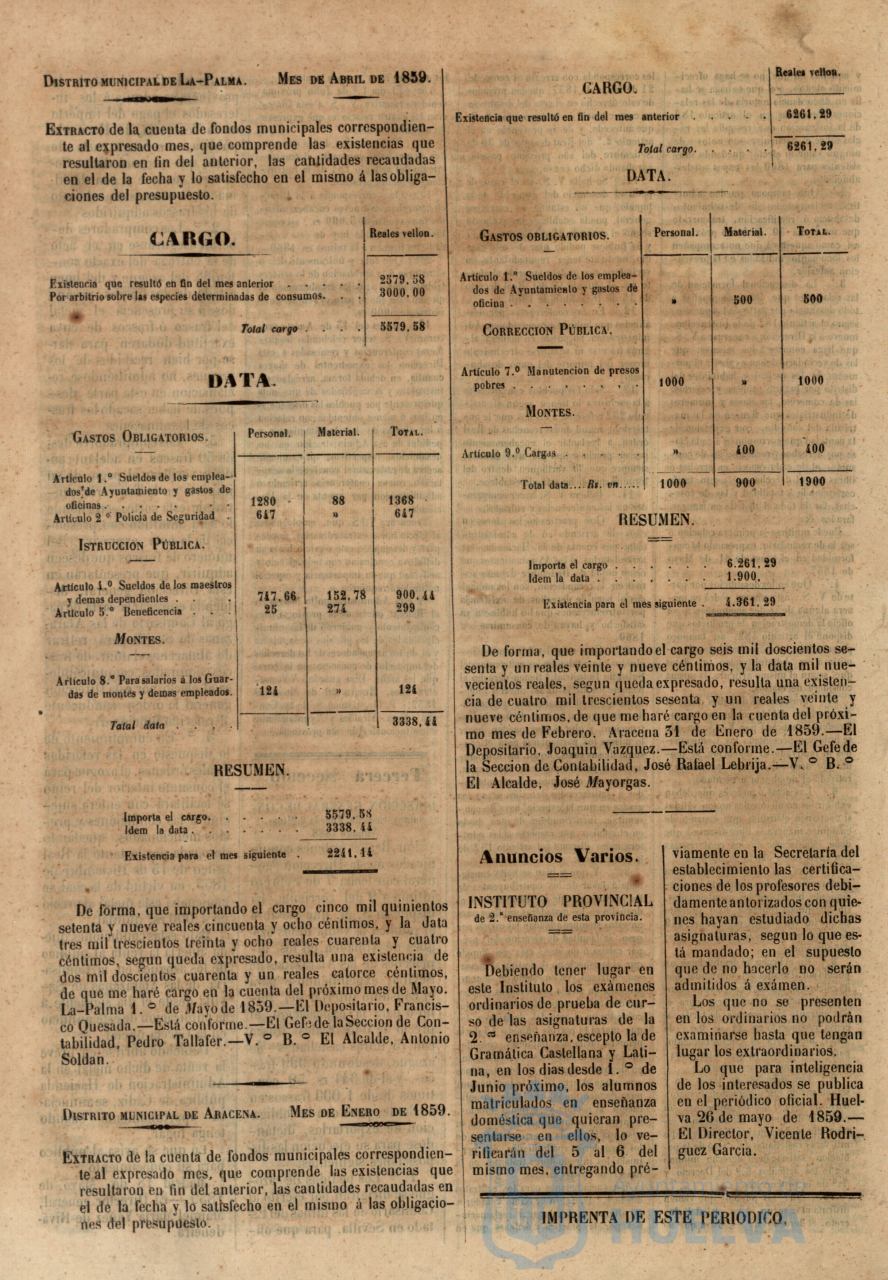 DISTRITO MUNICIPAL DE LA-PALMA. MES DE ABRIL DE 1859.
EXTRACTO de la cuenta de fondos municipales correspondien-
te al expresado mes, que comprende las existencias que
resultaron en fin del anterior, las cantidades recaudadas
en el de la fecha y lo satisfecho en el mismo á las obliga-
ciones del presupuesto.
CARGO. Reales vellon.
Existencia que resultó en fin del mes anterior . . . . . 2579,58
Por arbitrio sobre las especies determinadas de consumos. . . 3000,00
Total cargo . . . . 5579,58
DATA.
GASTOS OBLIGATORIOS. Personal. Material. TOTAL.
Artículo 1.º Sueldos de los emplea-
dos de Ayuntamiento y gastos de
oficinas . . . . . . . 1280 88 1368
Artículo 2º Policía de Seguridad . 647 » 647
ISTRUCCION PÚBLICA.
Artículo 4.º Sueldos de los maestros
y demas dependientes . . . . 747,66 152,78 900,44
Artículo 5.º Beneficencia . . . 25 274 299
MONTES.
Artículo 8.º Para salarios á los Guar-
das de montes y demas empleados. 124 » 124
Tatal data . . . . 3338,44
RESUMEN.
Importa el cargo. . . . . . 5579,58
Idem la data . . . . . . . 3338,44
Existencia para el mes siguiente . 2241,14
De forma, que importando el cargo cinco mil quinientos
setenta y nueve reales cincuenta y ocho céntimos, y la data
tres mil trescientos treinta y ocho reales cuarenta y cuatro
céntimos, segun queda expresado, resulta una existencia de
dos mil doscientos cuarenta y un reales catorce céntimos,
de que me haré cargo en la cuenta del próximo mes de Mayo.
La-Palma 1.º de Mayo de 1859.—El Depositario, Francis-
co Quesada.—Está conforme.—El Gefe de la Seccion de Con-
tabilidad, Pedro Tallafer.—V.º B.º El Alcalde, Antonio
Soldan.
DISTRITO MUNICIPAL DE ARACENA. MES DE ENERO DE 1859.
EXTRACTO de la cuenta de fondos municipales correspondien-
te al expresado mes, que comprende las existencias que
resultaron en fin del anterior, las cantidades recaudadas en
el de la fecha y lo satisfecho en el mismo á las obligacio-
nes del presupuesto.
CARGO. Reales vellon.
Existencia que resultó en fin del mes anterior . . . . . 6261,29
Total cargo. . . . . 6261,29
DATA.
GASTOS OBLIGATORIOS. Personal. Material. TOTAL.
Artículo 1.º Sueldos de los emplea-
dos de Ayuntamiento y gastos de
oficina . . . . . . . » 500 500
CORRECCION PÚBLICA.
Artículo 7.º Manutencion de presos
pobres . . . . . . . 1000 » 1000
MONTES.
Artículo 9.º Cargas . . . . . » 400 400
Total data.... Rs. vn..... 1000 900 1900
RESUMEN.
Importa el cargo . . . . . . 6.261,29
Idem la data . . . . . . . 1.900,
Existencia para el mes siguiente . 4.361,29
De forma, que importando el cargo seis mil doscientos se-
senta y un reales veinte y nueve céntimos, y la data mil nue-
vecientos reales, segun queda expresado, resulta una existen-
cia de cuatro mil trescientos sesenta y un reales veinte y
nueve céntimos, de que me haré cargo en la cuenta del próxi-
mo mes de Febrero. Aracena 31 de Enero de 1859.—El
Depositario, Joaquin Vazquez.—Está conforme.—El Gefe de
la Seccion de Contabilidad, José Rafael Lebrija.—V.º B.º
El Alcalde, José Mayorgas.
Anuncios Varios.
INSTITUTO PROVINCIAL
de 2.ª enseñanza de esta provincia.
Debiendo tener lugar en
este Instituto los exámenes
ordinarios de prueba de cur-
so de las asignaturas de la
2.ª enseñanza, escepto la de
Gramática Castellana y Lati-
na, en los dias desde 1.º de
Junio próximo, los alumnos
matriculados en enseñanza
doméstica que quieran pre-
sentarse en ellos, lo ve-
rificarán del 5 al 6 del
mismo mes, entregando pré-
viamente en la Secretaría del
establecimiento las certifica-
ciones de los profesores debi-
damente antorizados con quie-
nes hayan estudiado dichas
asignaturas, segun lo que es-
tá mandado; en el supuesto
que de no hacerlo no serán
admitidos á exámen.
Los que no se presenten
en los ordinarios no podrán
examinarse hasta que tengan
lugar los extraordinarios.
Lo que para inteligencia
de los interesados se publica
en el periódico oficial. Huel-
va 26 de mayo de 1859.—
El Director, Vicente Rodri-
guez Garcia.
IMPRENTA DE ESTE PERIODICO.
Ayuntamiento de
HUELVA